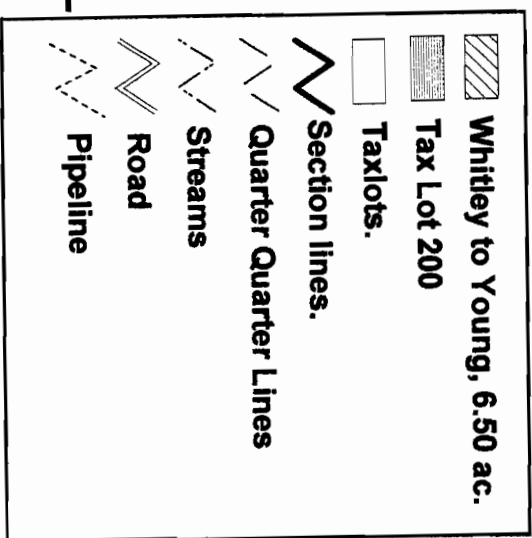 Whitley to Young, 6.50 ac.
Tax Lot 200
Taxlots.
Section lines.
Quarter Quarter Lines
Streams
Road
Pipeline